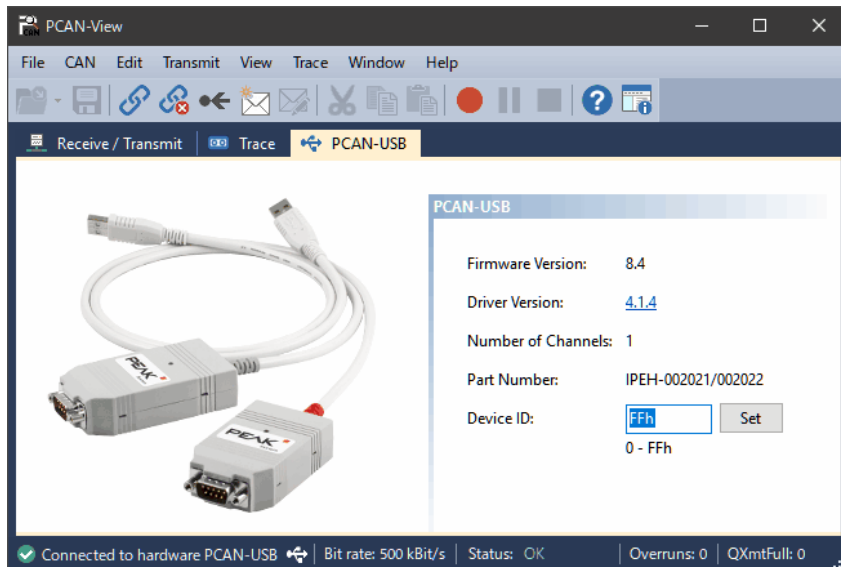 PCAN-View
File CAN Edit Transmit View Trace Window Help
Receive / Transmit Trace PCAN-USB
PCAN-USB
Firmware Version: 8.4
Driver Version: 4.1.4
Number of Channels: 1
Part Number: IPEH-002021/002022
Device ID: FFh Set
0 - FFh
PEAK
PEAK
Connected to hardware PCAN-USB Bit rate: 500 kBit/s Status: OK Overruns: 0 QXmtFull: 0